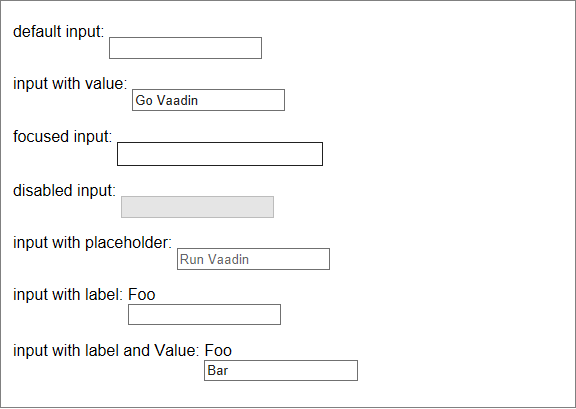 default input:
input with value: Go Vaadin
focused input:
disabled input:
input with placeholder: Run Vaadin
input with label: Foo
input with label and Value: Foo
Bar